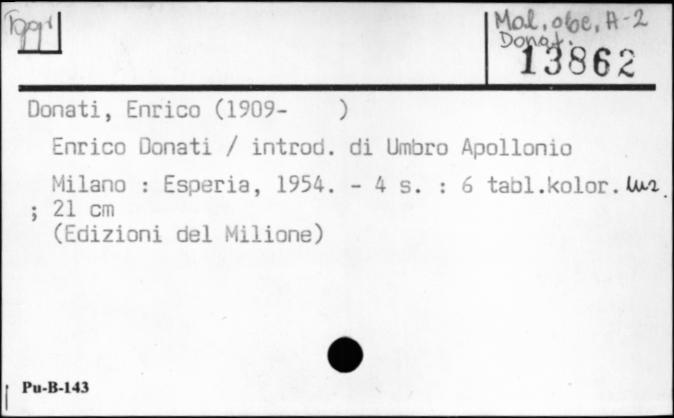 Mal, obc, A-2
Donat.
13862
Donati, Enrico (1909-     )
Enrico Donati / introd. di Umbro Apollonio
Milano : Esperia, 1954. - 4 s. : 6 tabl.kolor. luz.
; 21 cm
(Edizioni del Milione)
Pu-B-143